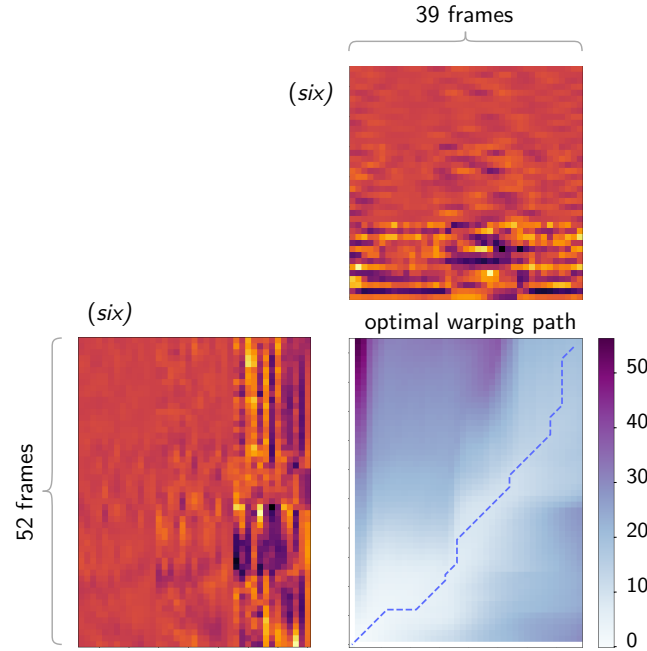 39 frames
(six)
(six)
optimal warping path
52 frames
50
40
30
20
10
0